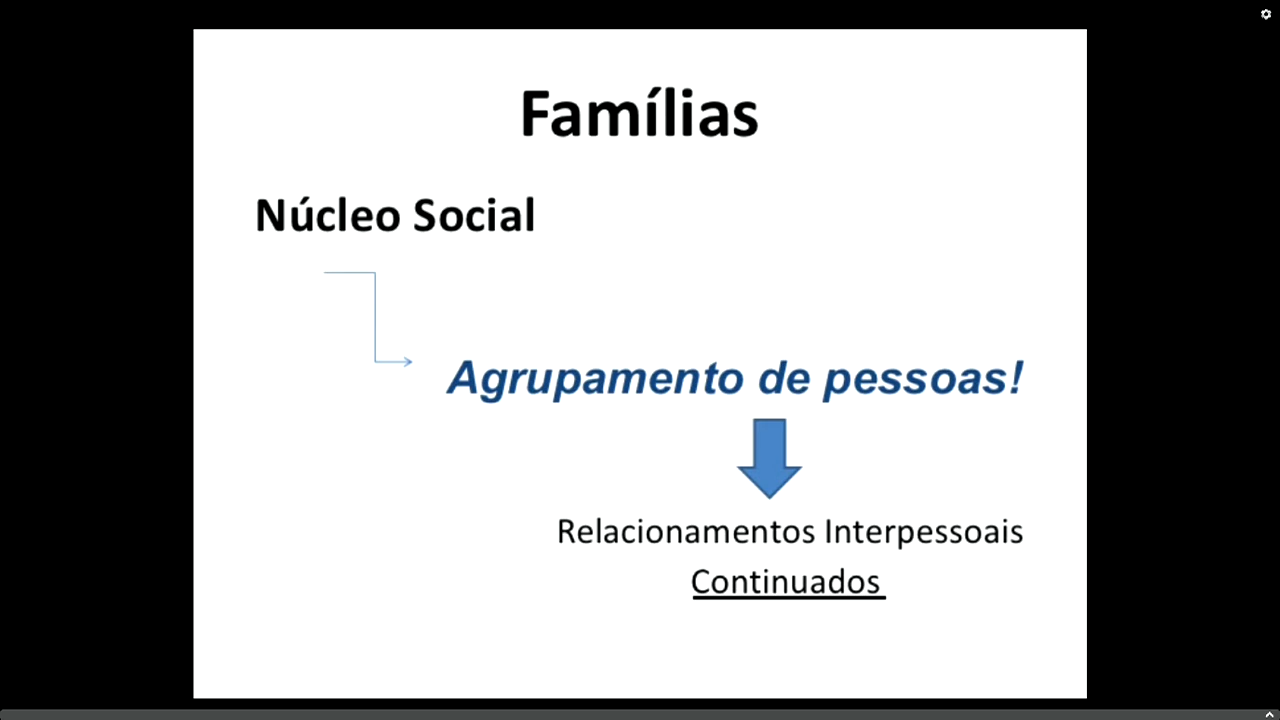 Famílias
Núcleo Social
Agrupamento de pessoas!
Relacionamentos Interpessoais
Continuados